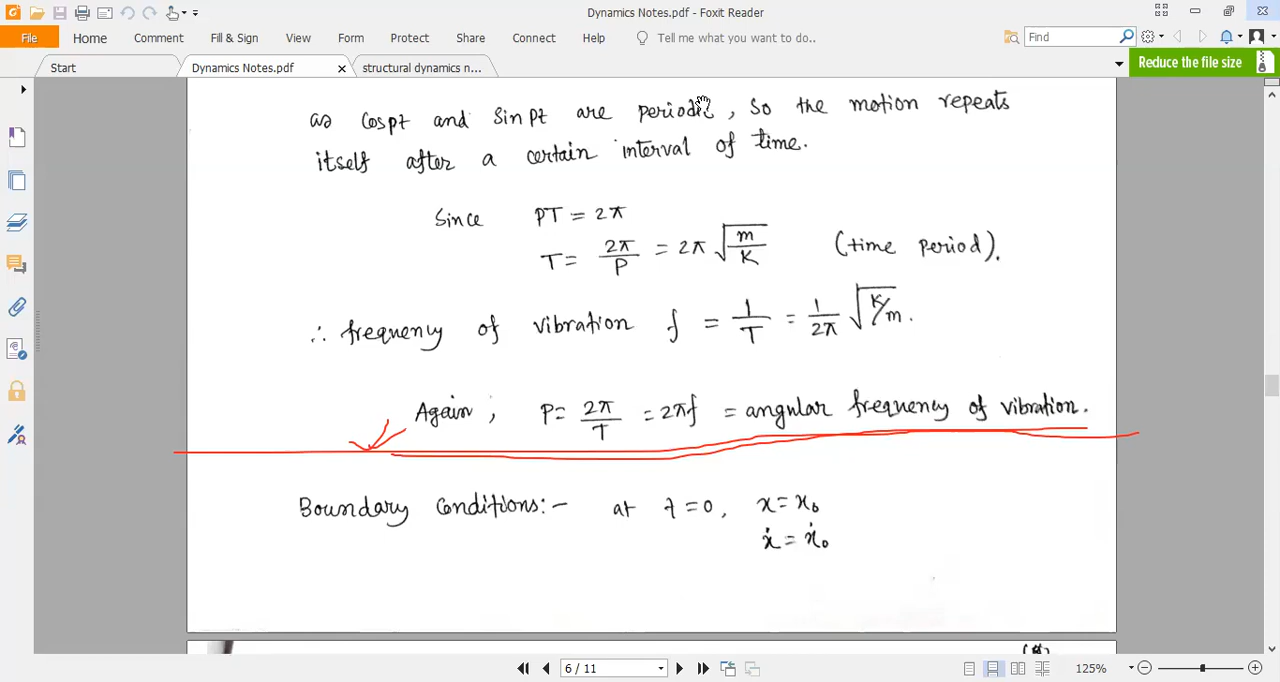 Dynamics Notes.pdf - Foxit Reader
File Home Comment Fill & Sign View Form Protect Share Connect Help Tell me what you want to do.. Find
Start Dynamics Notes.pdf structural dynamics n... Reduce the file size
as Cospt and Sinpt are periodic, So the motion repeats
itself after a certain interval of time.
Since PT = 2π
T = 2π/P = 2π √(m/K) (time period).
∴ frequency of vibration f = 1/T = 1/2π √(K/m).
Again, P = 2π/T = 2πf = angular frequency of vibration.
Boundary Conditions:- at t = 0, x = x₀
ẋ = ẋ₀
6 / 11 125%